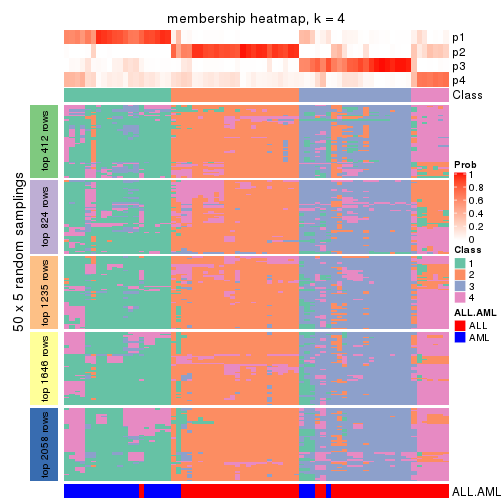 membership heatmap, k = 4
p1
p2
p3
p4
Class
50 x 5 random samplings
top 412 rows
top 824 rows
top 1235 rows
top 1646 rows
top 2058 rows
Prob
1
0.8
0.6
0.4
0.2
0
Class
1
2
3
4
ALL.AML
ALL
AML
ALL.AML